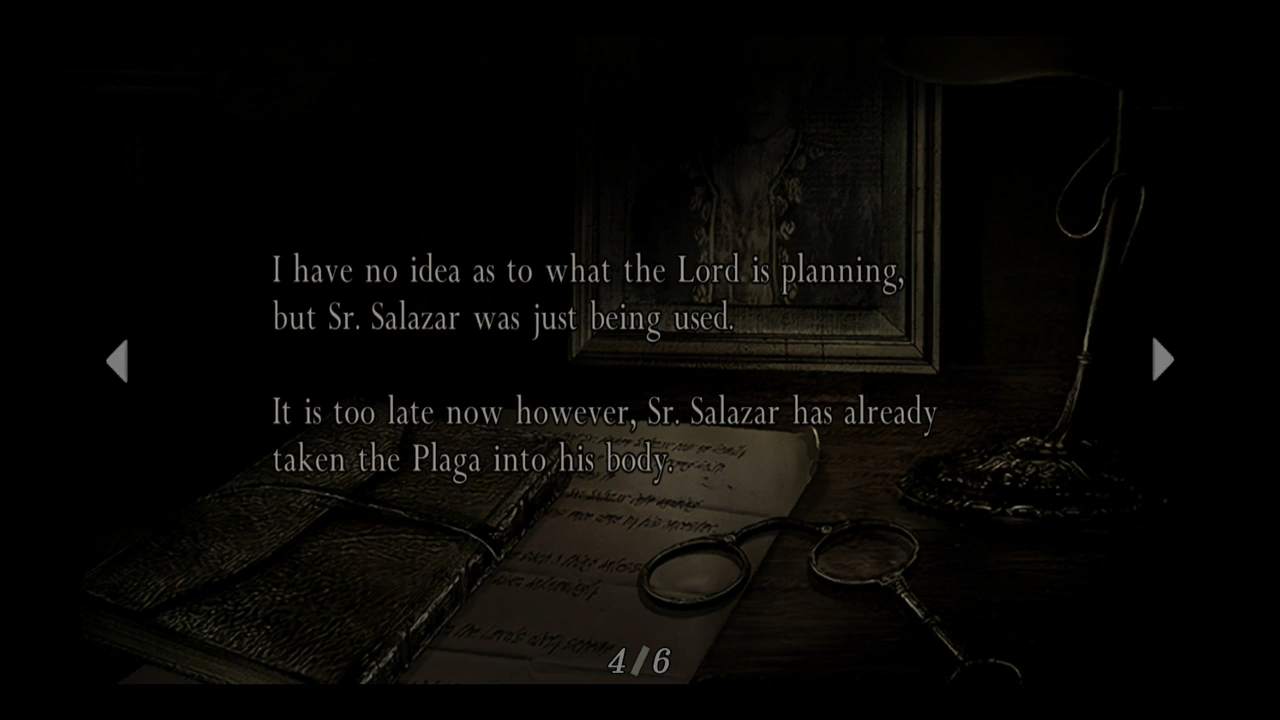 I have no idea as to what the Lord is planning,
but Sr. Salazar was just being used.
It is too late now however, Sr. Salazar has already
taken the Plaga into his body.
4/6